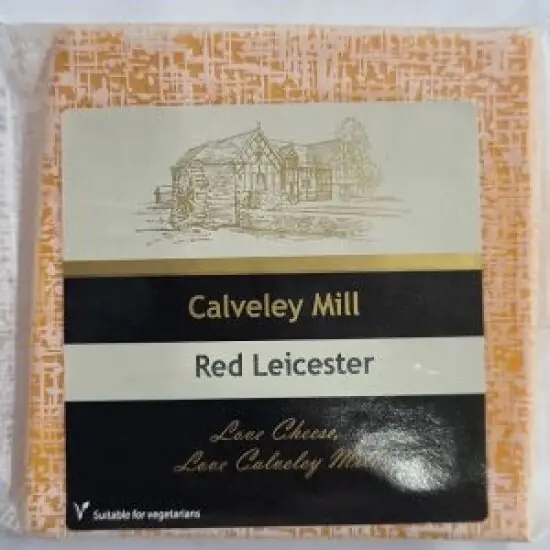 Calveley Mill
Red Leicester
Love Cheese,
Love Calveley Mill
Suitable for vegetarians